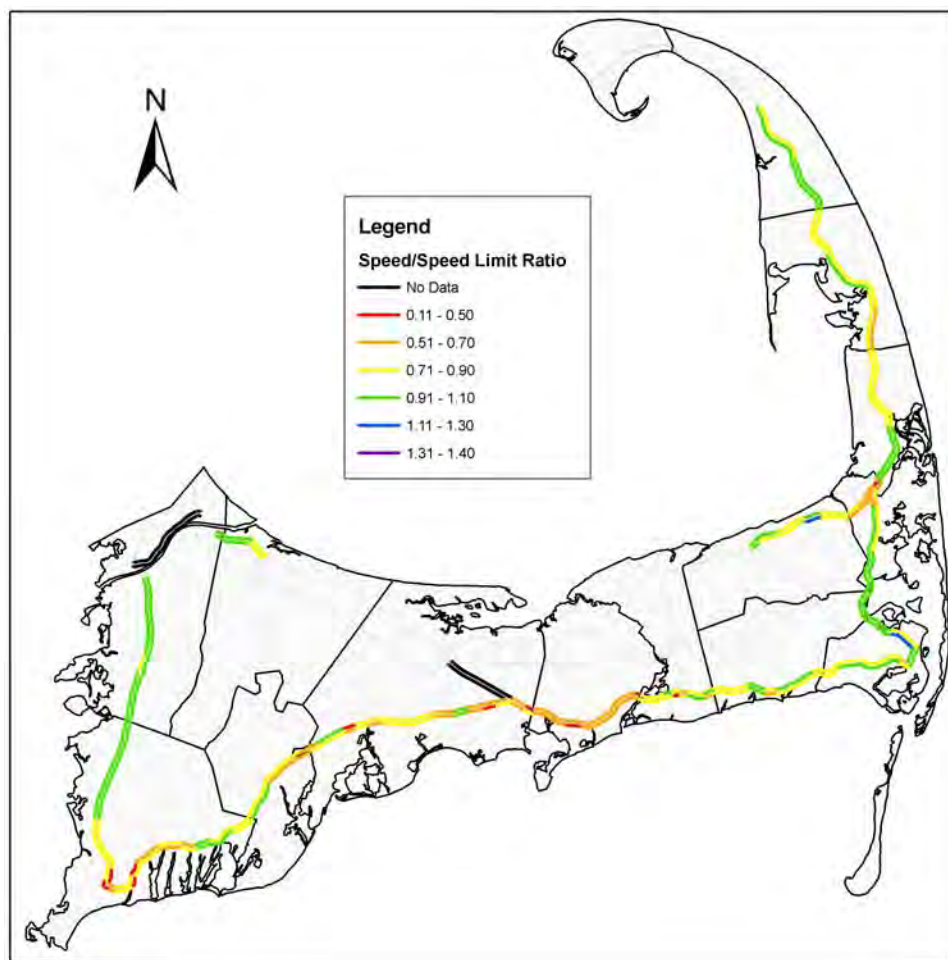 N
Legend
Speed/Speed Limit Ratio
No Data
0.11 - 0.50
0.51 - 0.70
0.71 - 0.90
0.91 - 1.10
1.11 - 1.30
1.31 - 1.40